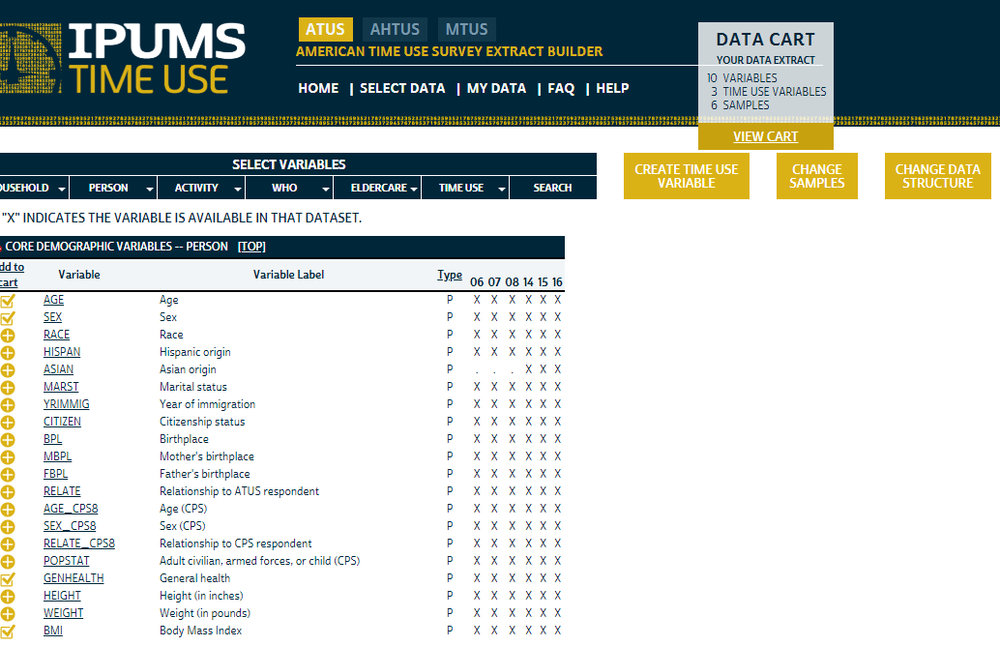 IPUMS
TIME USE
ATUS AHTUS MTUS
AMERICAN TIME USE SURVEY EXTRACT BUILDER
HOME | SELECT DATA | MY DATA | FAQ | HELP
DATA CART
YOUR DATA EXTRACT
10 VARIABLES
3 TIME USE VARIABLES
6 SAMPLES
VIEW CART
SELECT VARIABLES
OUSEHOLD PERSON ACTIVITY WHO ELDERCARE TIME USE SEARCH
CREATE TIME USE
VARIABLE
CHANGE
SAMPLES
CHANGE DATA
STRUCTURE
"X" INDICATES THE VARIABLE IS AVAILABLE IN THAT DATASET.
CORE DEMOGRAPHIC VARIABLES -- PERSON [TOP]
dd to
cart Variable Variable Label Type 06 07 08 14 15 16
AGE Age P X X X X X X
SEX Sex P X X X X X X
RACE Race P X X X X X X
HISPAN Hispanic origin P X X X X X X
ASIAN Asian origin P . . . X X X
MARST Marital status P X X X X X X
YRIMMIG Year of immigration P X X X X X X
CITIZEN Citizenship status P X X X X X X
BPL Birthplace P X X X X X X
MBPL Mother's birthplace P X X X X X X
FBPL Father's birthplace P X X X X X X
RELATE Relationship to ATUS respondent P X X X X X X
AGE_CPS8 Age (CPS) P X X X X X X
SEX_CPS8 Sex (CPS) P X X X X X X
RELATE_CPS8 Relationship to CPS respondent P X X X X X X
POPSTAT Adult civilian, armed forces, or child (CPS) P X X X X X X
GENHEALTH General health P X X X X X X
HEIGHT Height (in inches) P X X X X X X
WEIGHT Weight (in pounds) P X X X X X X
BMI Body Mass Index P X X X X X X